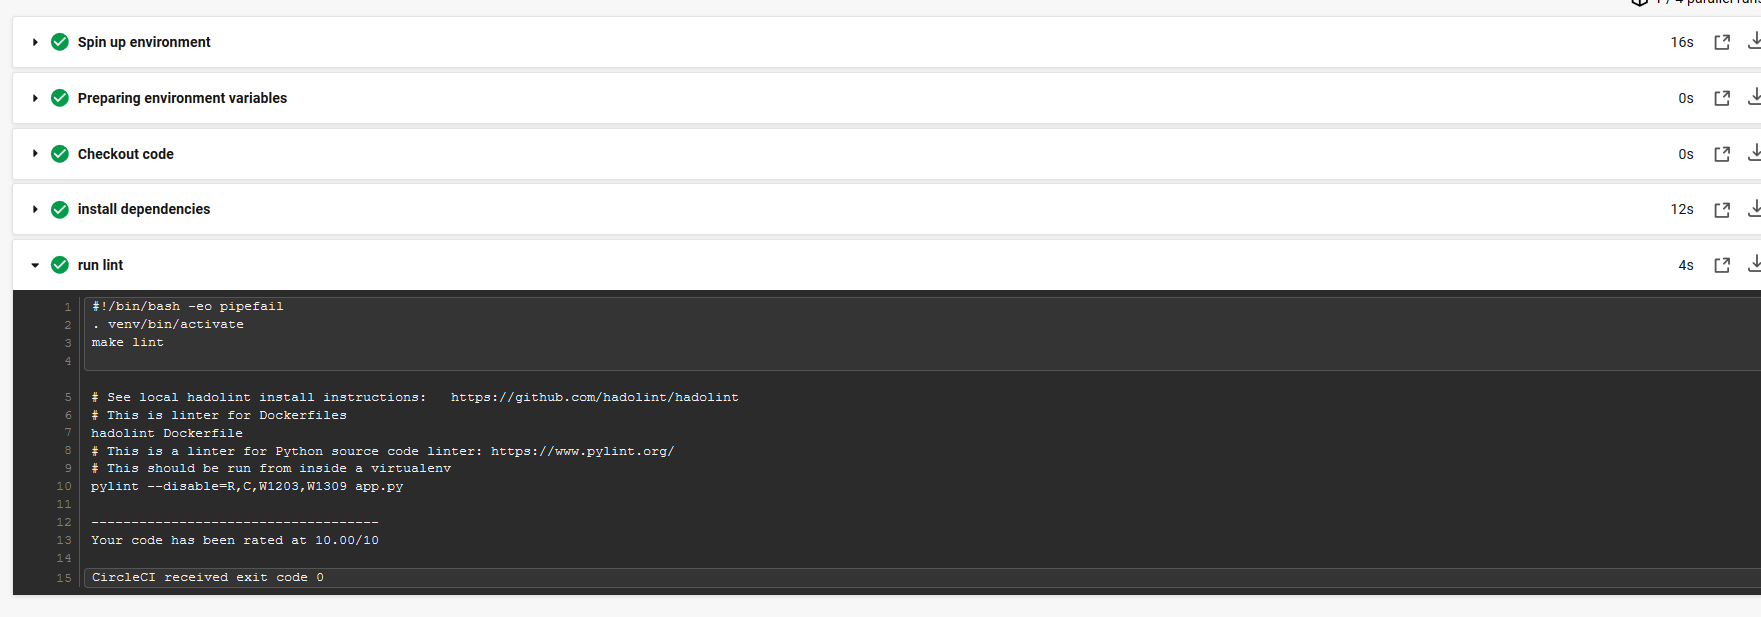 1 / 4 parallel runs
Spin up environment 16s
Preparing environment variables 0s
Checkout code 0s
install dependencies 12s
run lint 4s
1 #!/bin/bash -eo pipefail
2 . venv/bin/activate
3 make lint
4
5 # See local hadolint install instructions:   https://github.com/hadolint/hadolint
6 # This is linter for Dockerfiles
7 hadolint Dockerfile
8 # This is a linter for Python source code linter: https://www.pylint.org/
9 # This should be run from inside a virtualenv
10 pylint --disable=R,C,W1203,W1309 app.py
11
12 ------------------------------------
13 Your code has been rated at 10.00/10
14
15 CircleCI received exit code 0